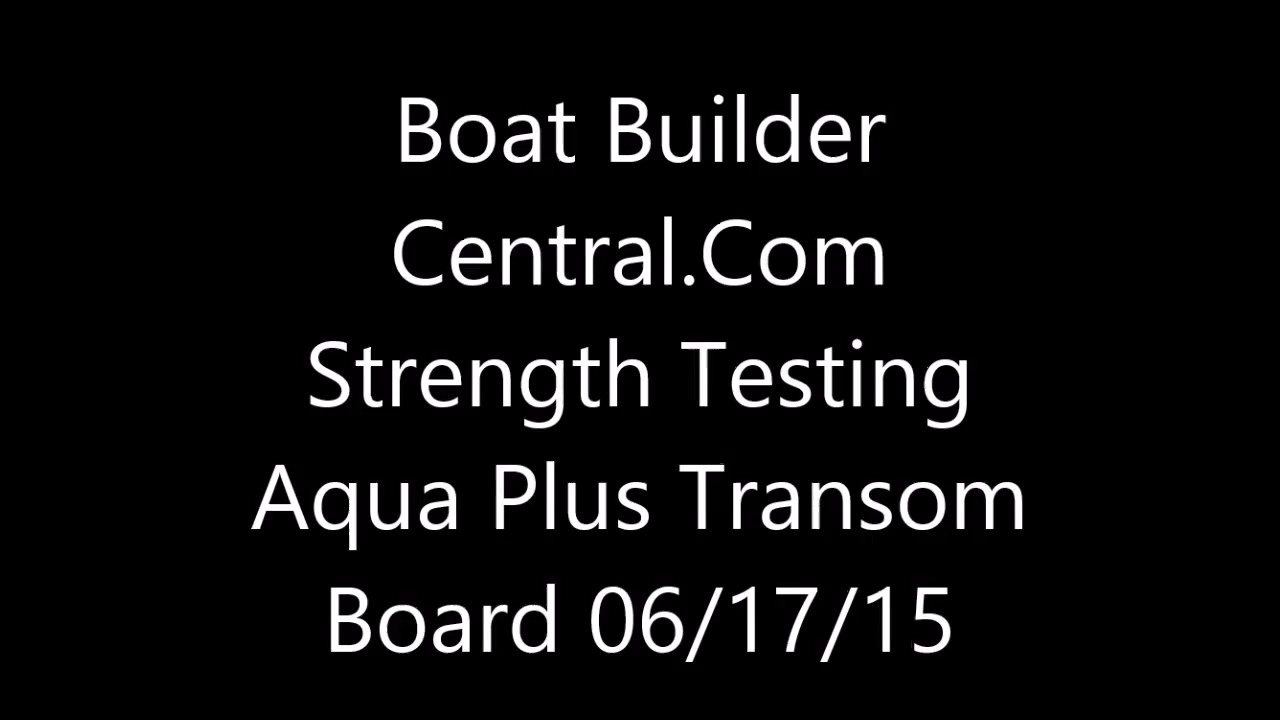 Boat Builder
Central.Com
Strength Testing
Aqua Plus Transom
Board 06/17/15